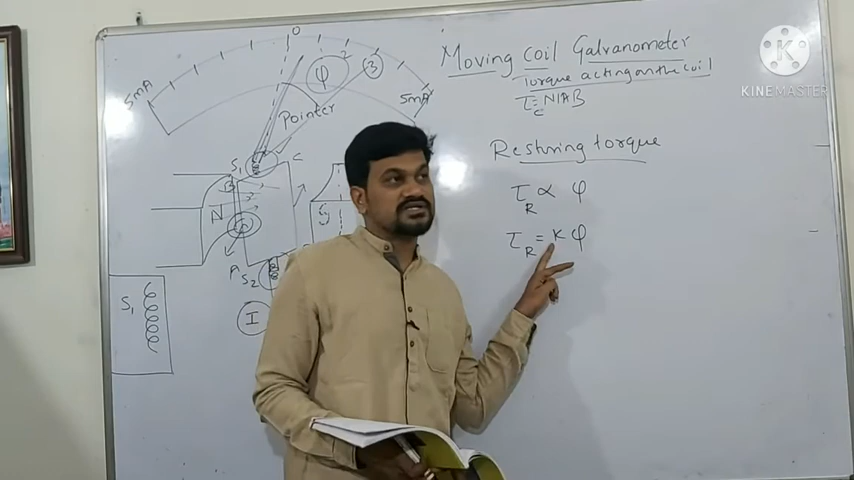 Moving coil Galvanometer
Torque acting on the coil
τc = NIAB
Restoring torque
τR ∝ φ
τR = K φ
0
2
3
φ
5mA
5mA
Pointer
S1
C
B
N
A
S2
I
S1
K
KINEMASTER